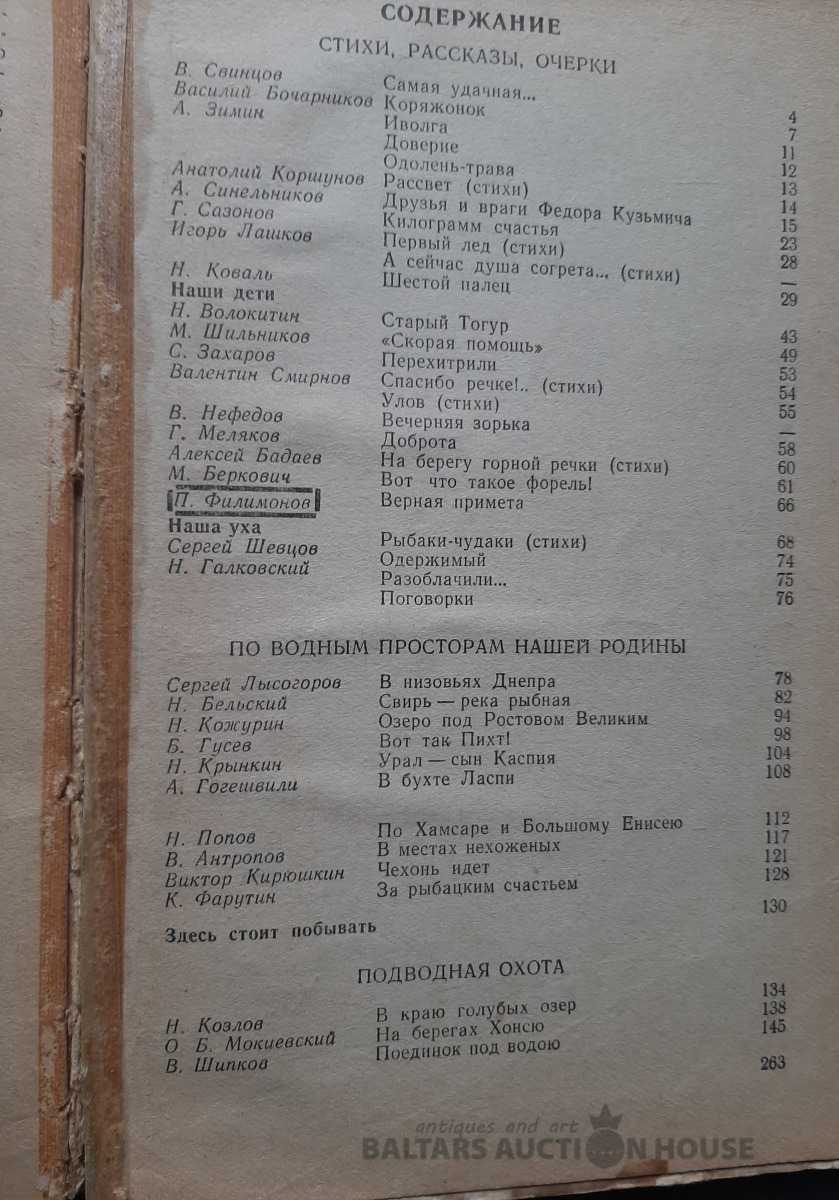 СОДЕРЖАНИЕ
СТИХИ, РАССКАЗЫ, ОЧЕРКИ
В. Свинцов Самая удачная... 4
Василий Бочарников Коряжонок 7
А. Зимин Иволга 11
Доверие 12
Одолень-трава 13
Анатолий Коршунов Рассвет (стихи) 14
А. Синельников Друзья и враги Федора Кузьмича 15
Г. Сазонов Килограмм счастья 23
Игорь Лашков Первый лед (стихи) 28
А сейчас душа согрета... (стихи) —
Н. Коваль Шестой палец 29
Наши дети
Н. Волокитин Старый Тогур 43
М. Шильников «Скорая помощь» 49
С. Захаров Перехитрили 53
Валентин Смирнов Спасибо речке!.. (стихи) 54
Улов (стихи) 55
В. Нефедов Вечерняя зорька —
Г. Меляков Доброта 58
Алексей Бадаев На берегу горной речки (стихи) 60
М. Беркович Вот что такое форель! 61
П. Филимонов Верная примета 66
Наша уха
Сергей Шевцов Рыбаки-чудаки (стихи) 68
Н. Галковский Одержимый 74
Разоблачили... 75
Поговорки 76
ПО ВОДНЫМ ПРОСТОРАМ НАШЕЙ РОДИНЫ
Сергей Лысогоров В низовьях Днепра 78
Н. Бельский Свирь — река рыбная 82
Н. Кожурин Озеро под Ростовом Великим 94
Б. Гусев Вот так Пихт! 98
Н. Крынкин Урал — сын Каспия 104
А. Гогешвили В бухте Ласпи 108
Н. Попов По Хамсаре и Большому Енисею 112
В. Антропов В местах нехоженых 117
Виктор Кирюшкин Чехонь идет 121
К. Фарутин За рыбацким счастьем 128
Здесь стоит побывать 130
ПОДВОДНАЯ ОХОТА
Н. Козлов В краю голубых озер 134
О. Б. Мокиевский На берегах Хонсю 138
В. Шипков Поединок под водою 145
263
antiques and art
BALTARS AUCTION HOUSE